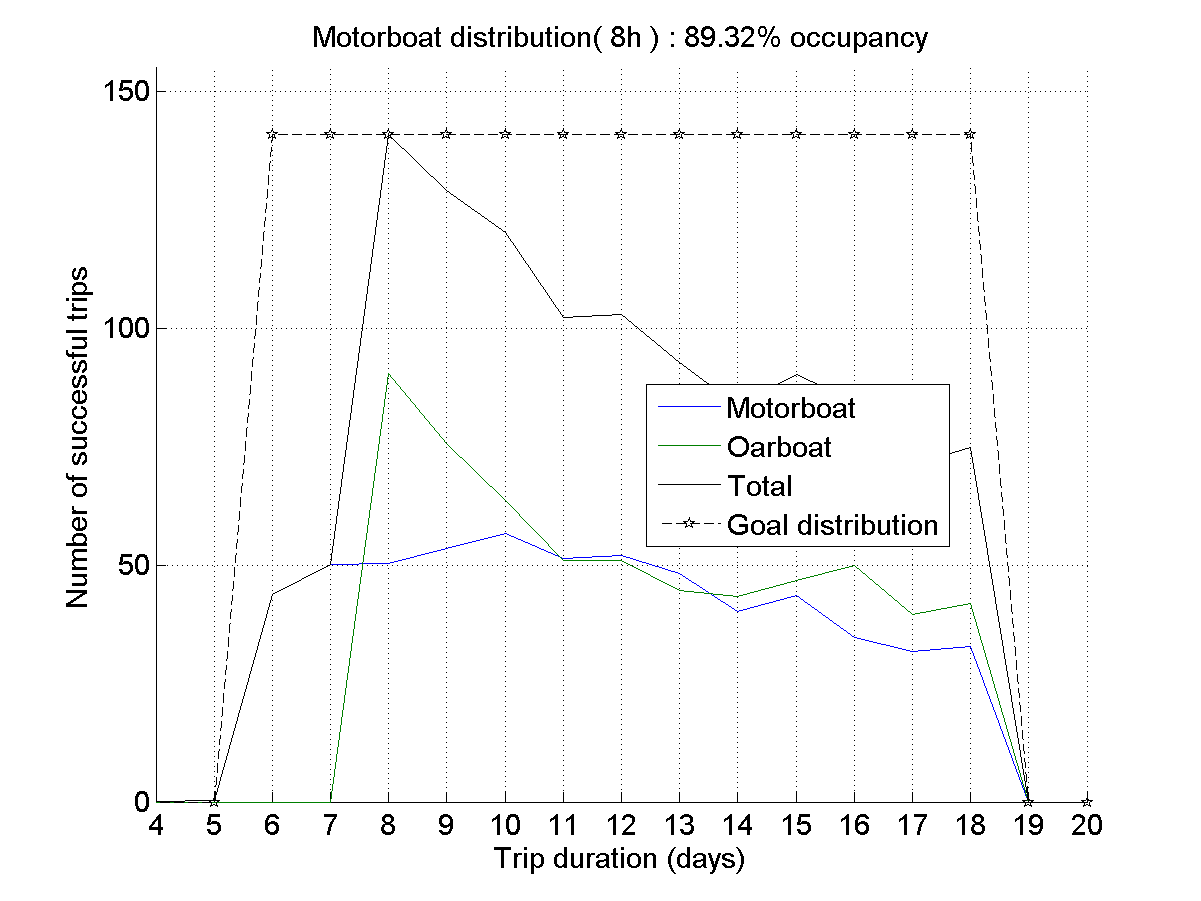 Motorboat distribution( 8h ) : 89.32% occupancy
150
100
50
0
Number of successful trips
Motorboat
Oarboat
Total
Goal distribution
4 5 6 7 8 9 10 11 12 13 14 15 16 17 18 19 20
Trip duration (days)